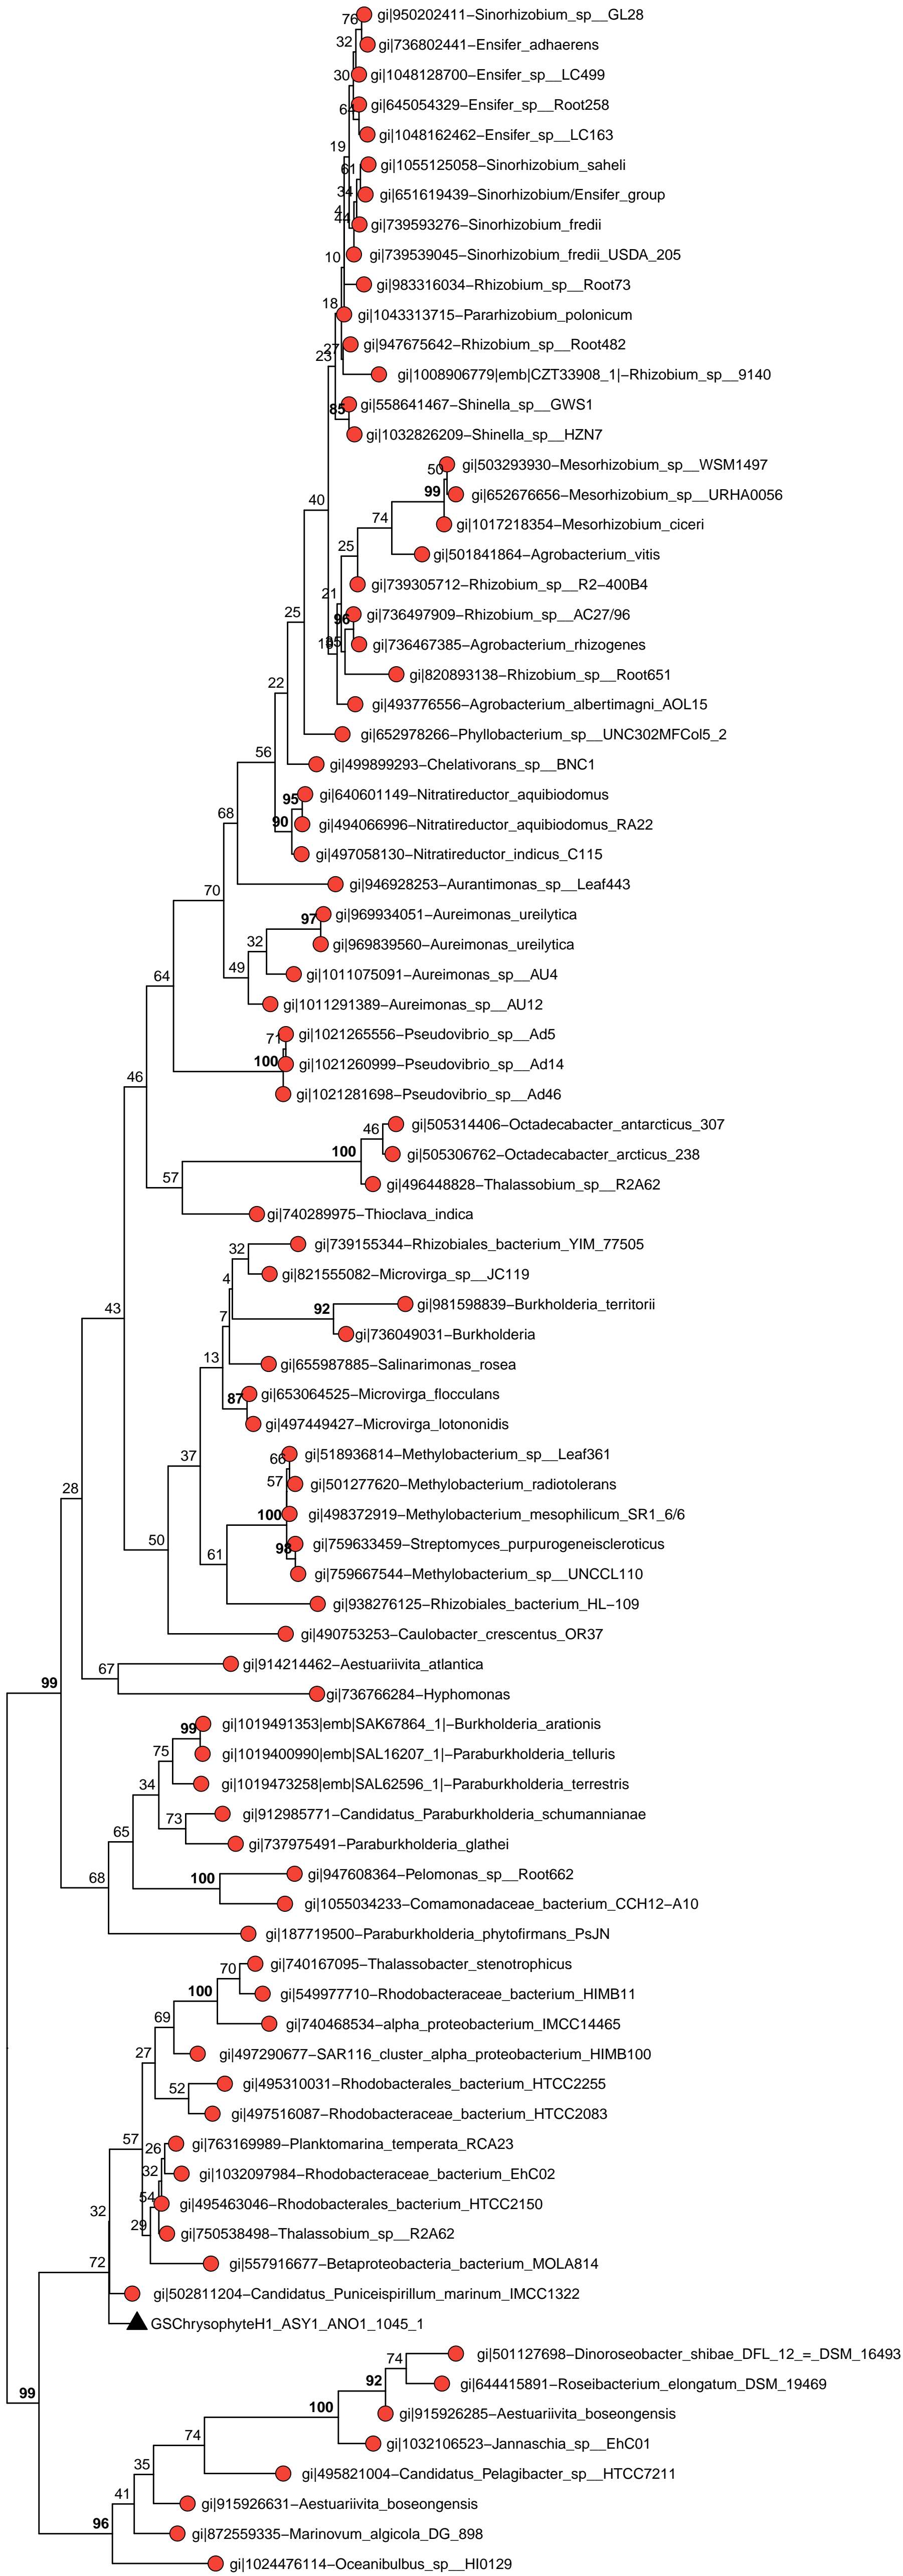 gi|950202411–Sinorhizobium_sp__GL28
gi|736802441–Ensifer_adhaerens
gi|1048128700–Ensifer_sp__LC499
gi|645054329–Ensifer_sp__Root258
gi|1048162462–Ensifer_sp__LC163
gi|1055125058–Sinorhizobium_saheli
gi|651619439–Sinorhizobium/Ensifer_group
gi|739593276–Sinorhizobium_fredii
gi|739539045–Sinorhizobium_fredii_USDA_205
gi|983316034–Rhizobium_sp__Root73
gi|1043313715–Pararhizobium_polonicum
gi|947675642–Rhizobium_sp__Root482
gi|1008906779|emb|CZT33908_1|–Rhizobium_sp__9140
gi|558641467–Shinella_sp__GWS1
gi|1032826209–Shinella_sp__HZN7
gi|503293930–Mesorhizobium_sp__WSM1497
gi|652676656–Mesorhizobium_sp__URHA0056
gi|1017218354–Mesorhizobium_ciceri
gi|501841864–Agrobacterium_vitis
gi|739305712–Rhizobium_sp__R2–400B4
gi|736497909–Rhizobium_sp__AC27/96
gi|736467385–Agrobacterium_rhizogenes
gi|820893138–Rhizobium_sp__Root651
gi|493776556–Agrobacterium_albertimagni_AOL15
gi|652978266–Phyllobacterium_sp__UNC302MFCol5_2
gi|499899293–Chelativorans_sp__BNC1
gi|640601149–Nitratireductor_aquibiodomus
gi|494066996–Nitratireductor_aquibiodomus_RA22
gi|497058130–Nitratireductor_indicus_C115
gi|946928253–Aurantimonas_sp__Leaf443
gi|969934051–Aureimonas_ureilytica
gi|969839560–Aureimonas_ureilytica
gi|1011075091–Aureimonas_sp__AU4
gi|1011291389–Aureimonas_sp__AU12
gi|1021265556–Pseudovibrio_sp__Ad5
gi|1021260999–Pseudovibrio_sp__Ad14
gi|1021281698–Pseudovibrio_sp__Ad46
gi|505314406–Octadecabacter_antarcticus_307
gi|505306762–Octadecabacter_arcticus_238
gi|496448828–Thalassobium_sp__R2A62
gi|740289975–Thioclava_indica
gi|739155344–Rhizobiales_bacterium_YIM_77505
gi|821555082–Microvirga_sp__JC119
gi|981598839–Burkholderia_territorii
gi|736049031–Burkholderia
gi|655987885–Salinarimonas_rosea
gi|653064525–Microvirga_flocculans
gi|497449427–Microvirga_lotononidis
gi|518936814–Methylobacterium_sp__Leaf361
gi|501277620–Methylobacterium_radiotolerans
gi|498372919–Methylobacterium_mesophilicum_SR1_6/6
gi|759633459–Streptomyces_purpurogeneiscleroticus
gi|759667544–Methylobacterium_sp__UNCCL110
gi|938276125–Rhizobiales_bacterium_HL–109
gi|490753253–Caulobacter_crescentus_OR37
gi|914214462–Aestuariivita_atlantica
gi|736766284–Hyphomonas
gi|1019491353|emb|SAK67864_1|–Burkholderia_arationis
gi|1019400990|emb|SAL16207_1|–Paraburkholderia_telluris
gi|1019473258|emb|SAL62596_1|–Paraburkholderia_terrestris
gi|912985771–Candidatus_Paraburkholderia_schumannianae
gi|737975491–Paraburkholderia_glathei
gi|947608364–Pelomonas_sp__Root662
gi|1055034233–Comamonadaceae_bacterium_CCH12–A10
gi|187719500–Paraburkholderia_phytofirmans_PsJN
gi|740167095–Thalassobacter_stenotrophicus
gi|549977710–Rhodobacteraceae_bacterium_HIMB11
gi|740468534–alpha_proteobacterium_IMCC14465
gi|497290677–SAR116_cluster_alpha_proteobacterium_HIMB100
gi|495310031–Rhodobacterales_bacterium_HTCC2255
gi|497516087–Rhodobacteraceae_bacterium_HTCC2083
gi|763169989–Planktomarina_temperata_RCA23
gi|1032097984–Rhodobacteraceae_bacterium_EhC02
gi|495463046–Rhodobacterales_bacterium_HTCC2150
gi|750538498–Thalassobium_sp__R2A62
gi|557916677–Betaproteobacteria_bacterium_MOLA814
gi|502811204–Candidatus_Puniceispirillum_marinum_IMCC1322
GSChrysophyteH1_ASY1_ANO1_1045_1
gi|501127698–Dinoroseobacter_shibae_DFL_12_=_DSM_16493
gi|644415891–Roseibacterium_elongatum_DSM_19469
gi|915926285–Aestuariivita_boseongensis
gi|1032106523–Jannaschia_sp__EhC01
gi|495821004–Candidatus_Pelagibacter_sp__HTCC7211
gi|915926631–Aestuariivita_boseongensis
gi|872559335–Marinovum_algicola_DG_898
gi|1024476114–Oceanibulbus_sp__HI0129
76
32
30
19
61
34
10
18
23
85
50
99
74
40
25
21
96
25
22
56
95
90
68
97
70
32
49
64
71
100
46
46
100
57
32
4
92
7
43
13
87
66
37
57
100
98
50
61
28
67
99
99
75
34
73
65
100
68
70
100
69
27
52
57
26
32
54
29
32
72
74
92
99
100
74
35
41
96